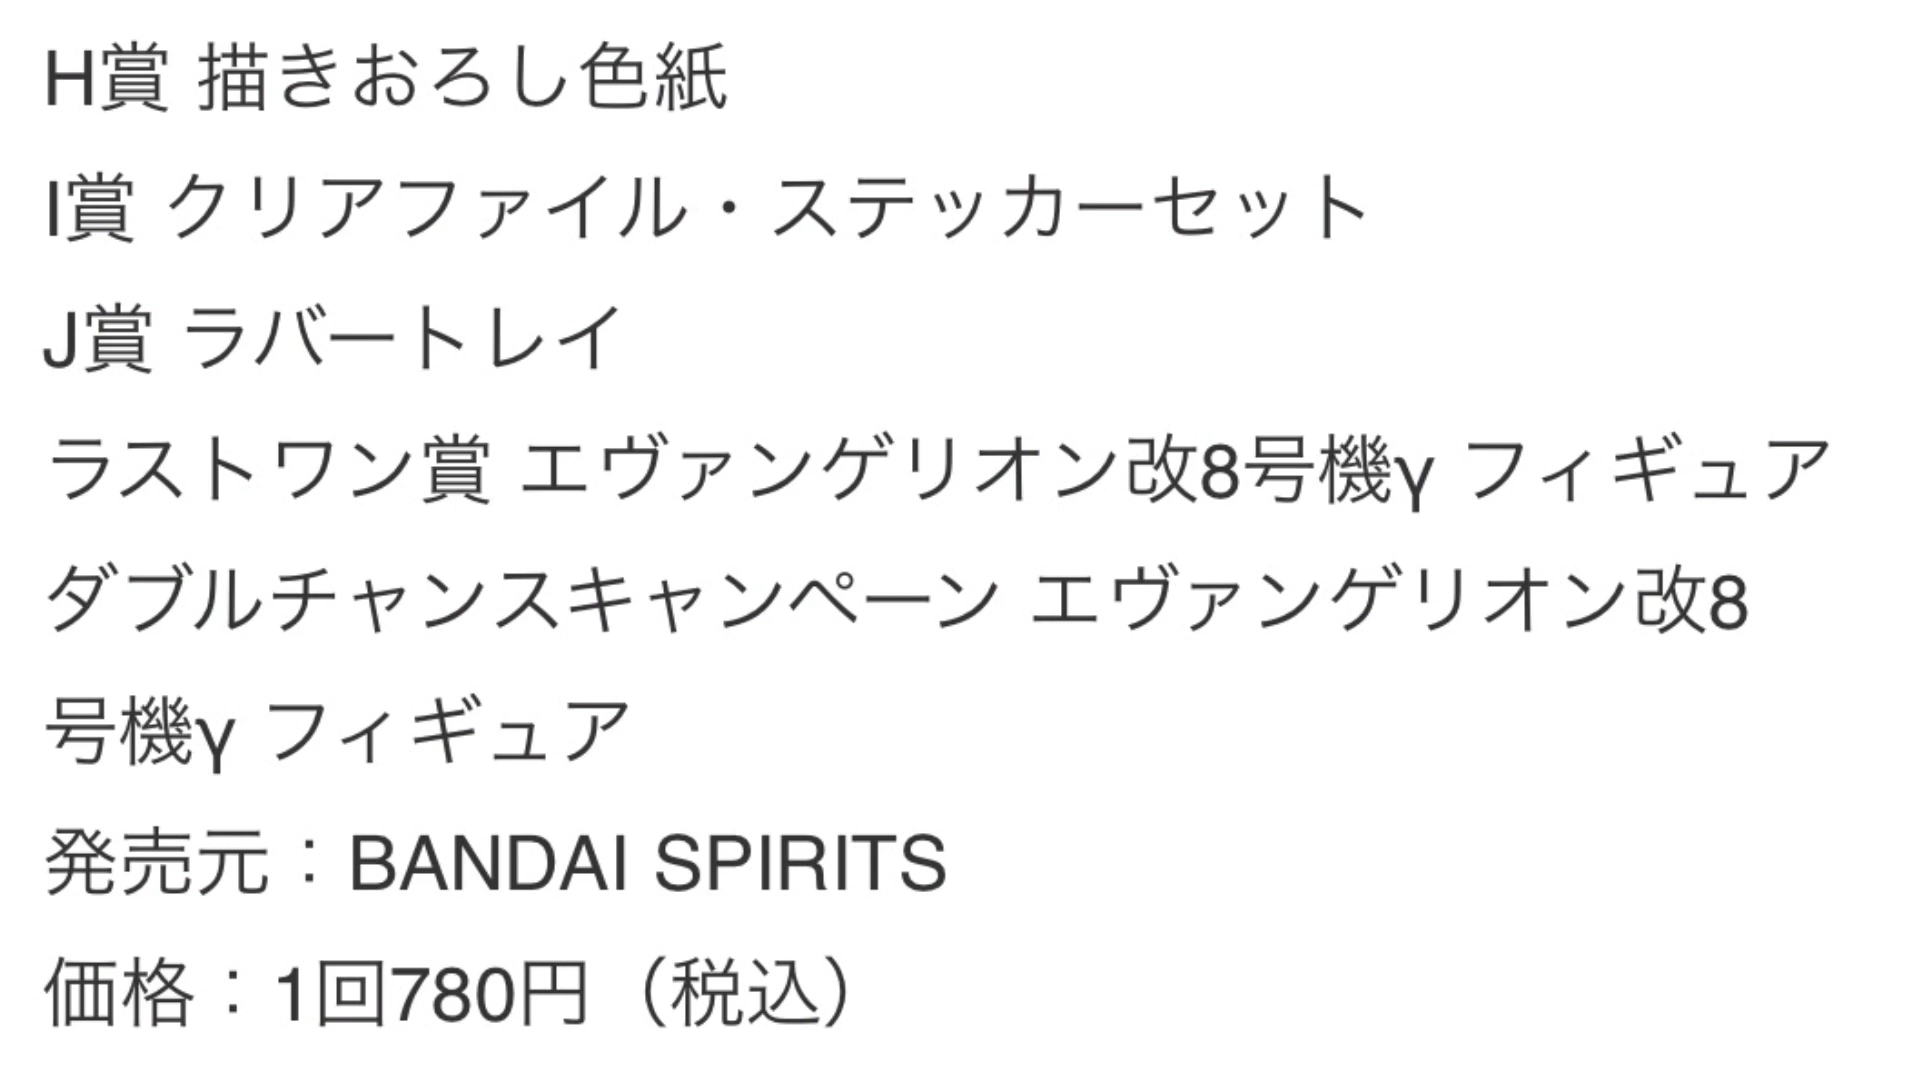 H賞 描きおろし色紙
I賞 クリアファイル・ステッカーセット
J賞 ラバートレイ
ラストワン賞 エヴァンゲリオン改8号機γ フィギュア
ダブルチャンスキャンペーン エヴァンゲリオン改8
号機γ フィギュア
発売元：BANDAI SPIRITS
価格：1回780円（税込）